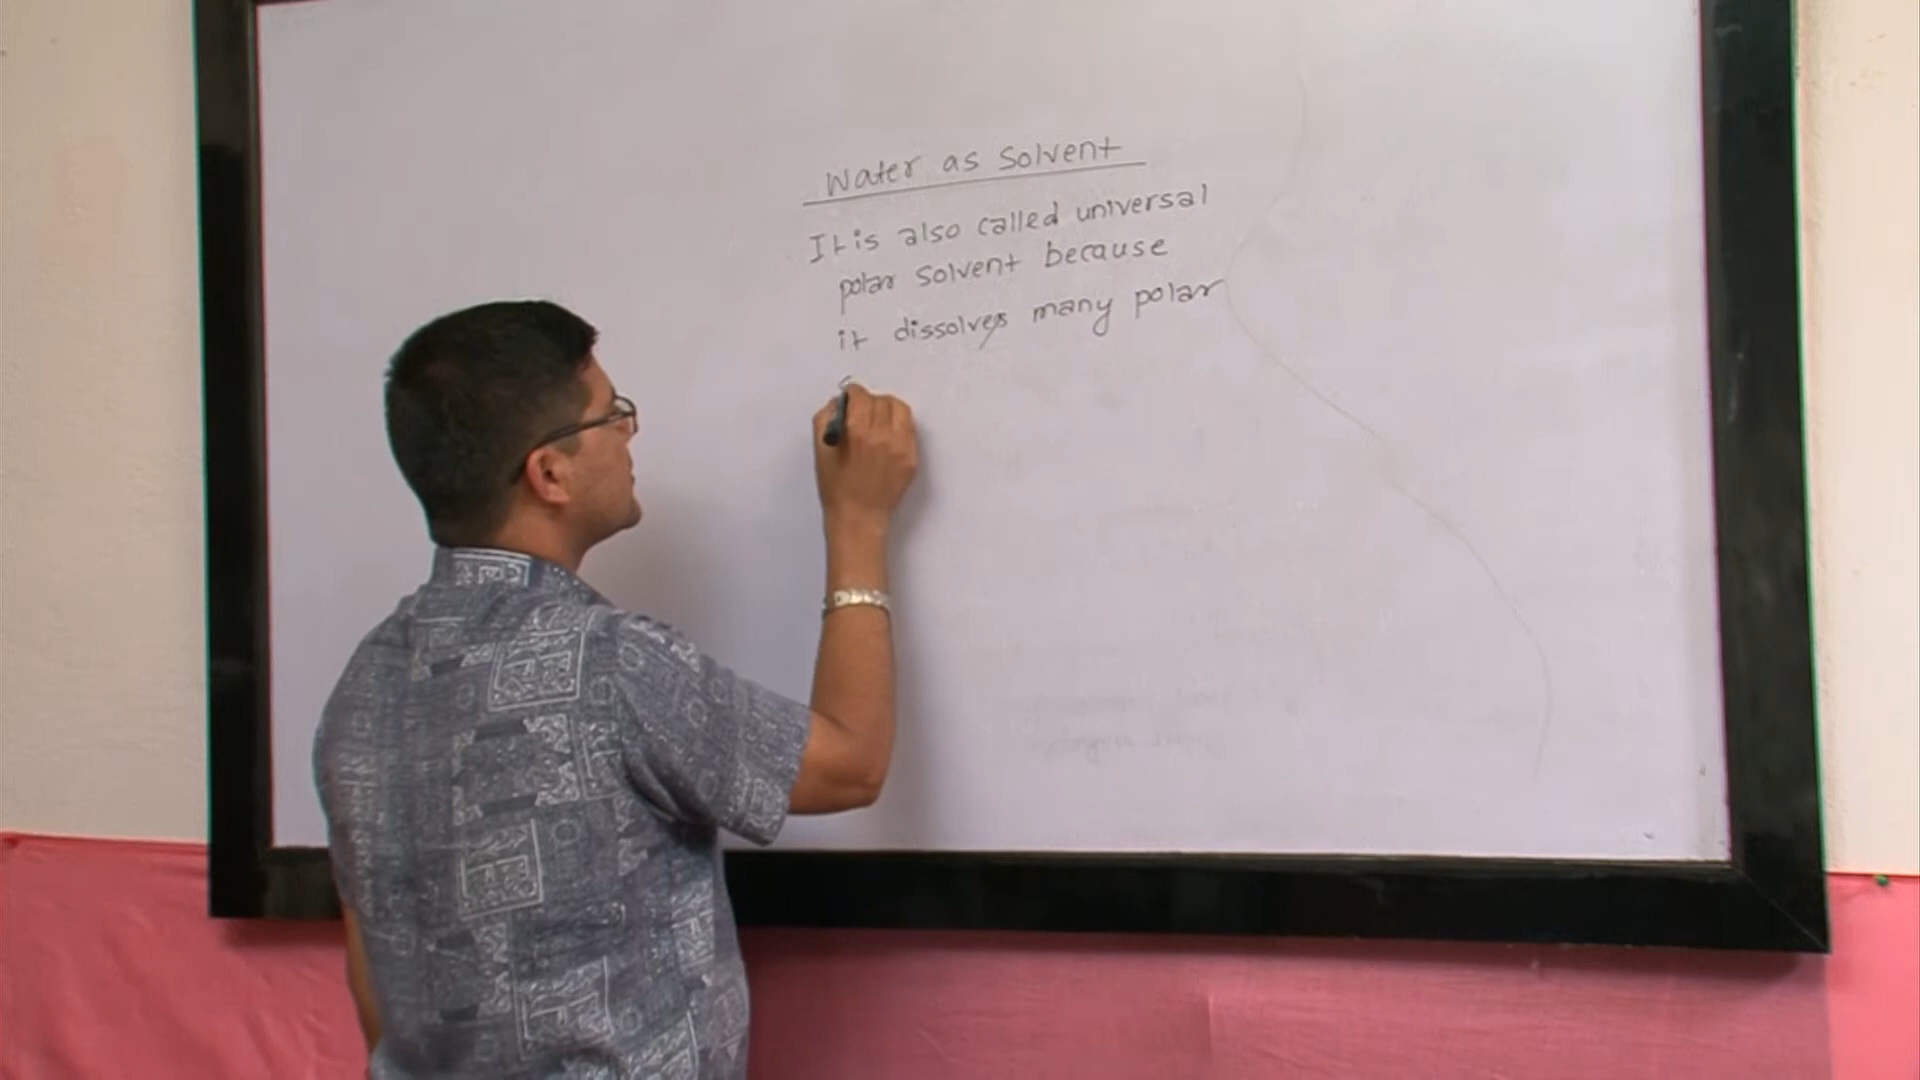 Water as Solvent
It is also called universal
polar solvent because
it dissolves many polar
s